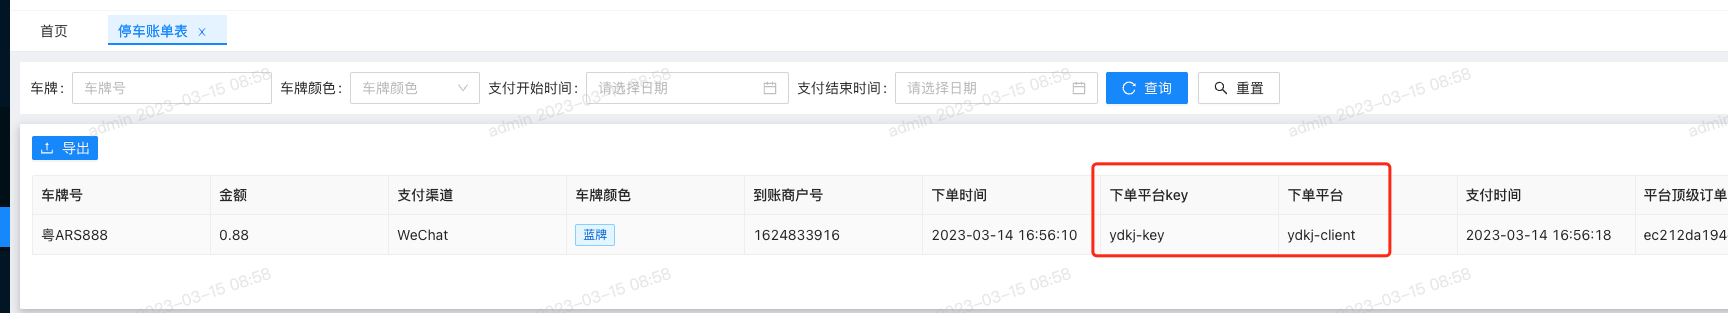 首页
停车账单表 x
车牌: 车牌号 车牌颜色: 车牌颜色 支付开始时间: 请选择日期 支付结束时间: 请选择日期 查询 重置
admin 2023-03-15 08:58
admin 2023-03-15 08:58
admin 2023-03-15 08:58
admin 2023-03-15 08:58
admin
导出
车牌号 金额 支付渠道 车牌颜色 到账商户号 下单时间 下单平台key 下单平台 支付时间 平台顶级订单
粤ARS888 0.88 WeChat 蓝牌 1624833916 2023-03-14 16:56:10 ydkj-key ydkj-client 2023-03-14 16:56:18 ec212da194
2023-03-15 08:58
2023-03-15 08:58
2023-03-15 08:58
2023-03-15 08:58